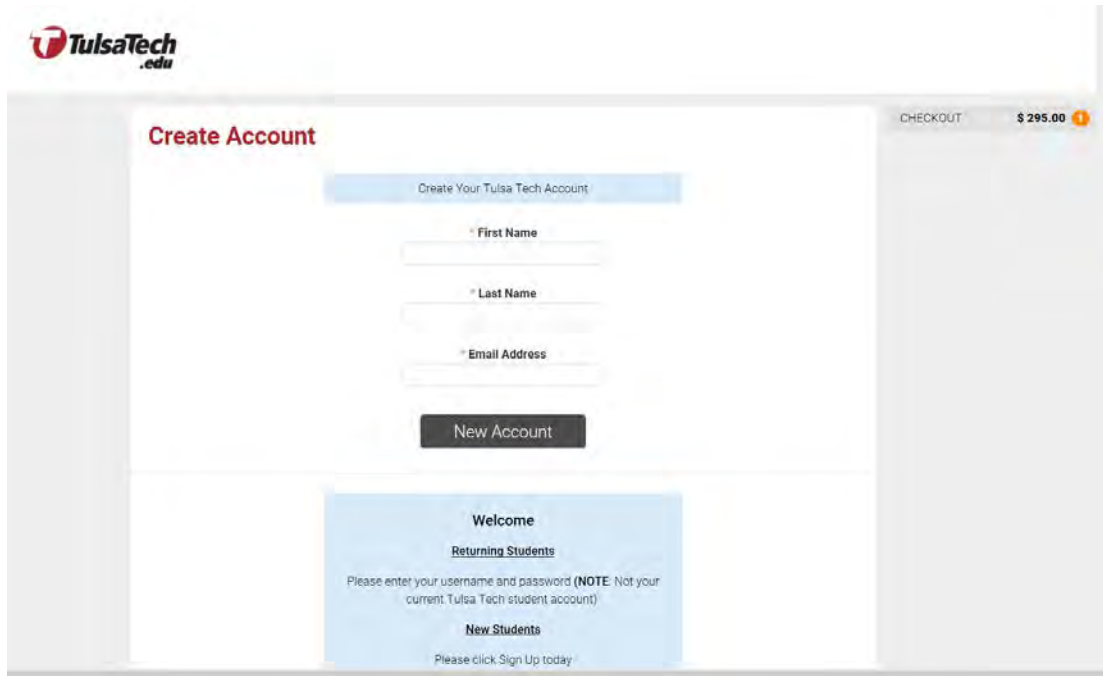 TulsaTech
.edu
CHECKOUT $ 295.00 1
Create Account
Create Your Tulsa Tech Account
* First Name
* Last Name
* Email Address
New Account
Welcome
Returning Students
Please enter your username and password (NOTE: Not your
current Tulsa Tech student account)
New Students
Please click Sign Up today